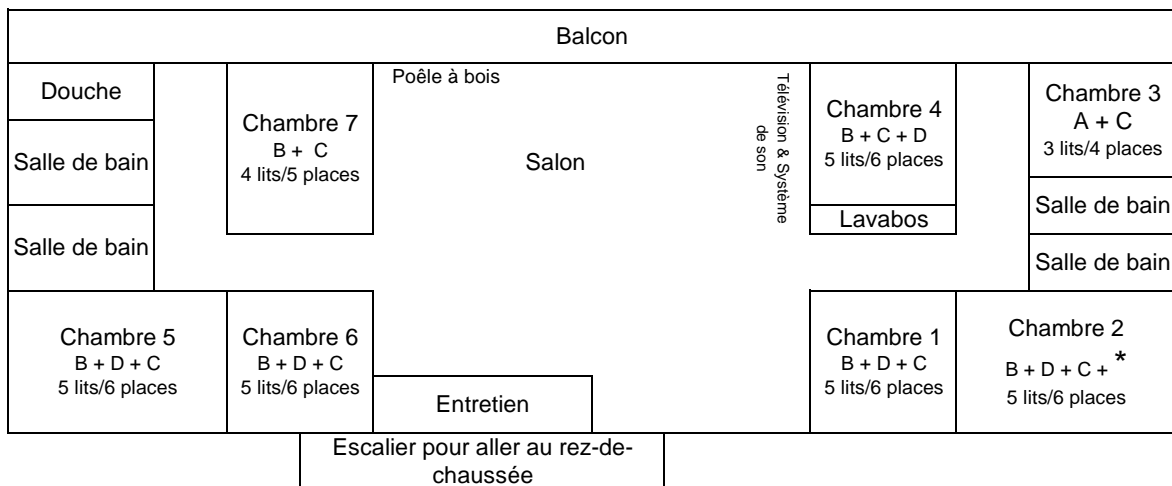 Balcon
Douche
Salle de bain
Salle de bain
Chambre 7
B + C
4 lits/5 places
Poêle à bois
Salon
Télévision & Système
de son
Chambre 4
B + C + D
5 lits/6 places
Lavabos
Chambre 3
A + C
3 lits/4 places
Salle de bain
Salle de bain
Chambre 5
B + D + C
5 lits/6 places
Chambre 6
B + D + C
5 lits/6 places
Entretien
Chambre 1
B + D + C
5 lits/6 places
Chambre 2
B + D + C + *
5 lits/6 places
Escalier pour aller au rez-de-
chaussée